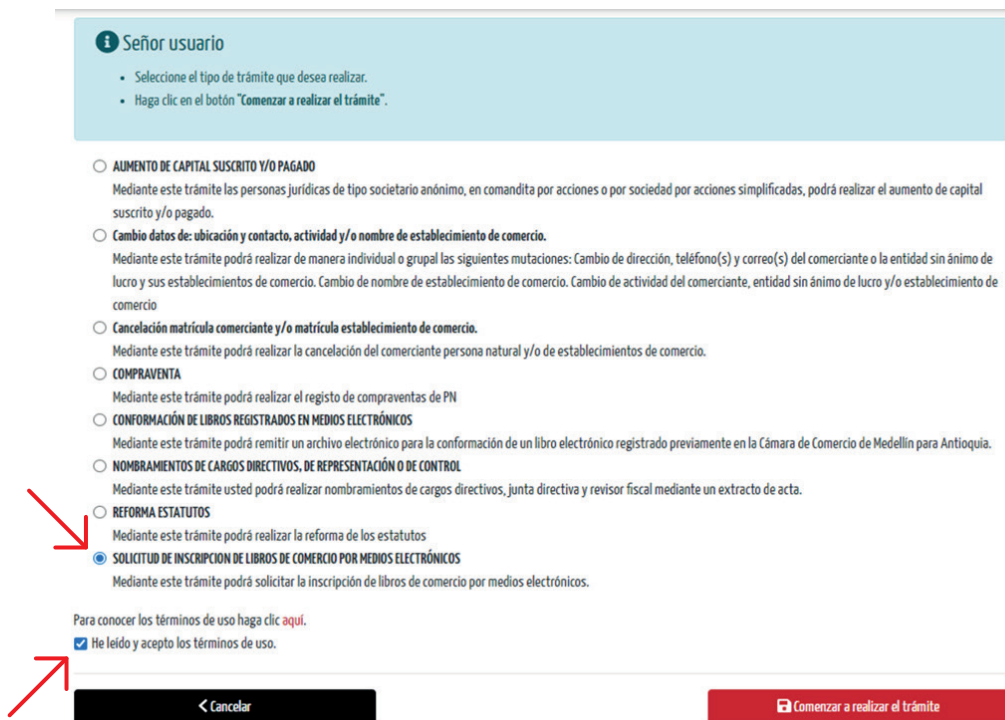 Señor usuario
• Seleccione el tipo de trámite que desea realizar.
• Haga clic en el botón "Comenzar a realizar el trámite".
AUMENTO DE CAPITAL SUSCRITO Y/O PAGADO
Mediante este trámite las personas jurídicas de tipo societario anónimo, en comandita por acciones o por sociedad por acciones simplificadas, podrá realizar el aumento de capital
suscrito y/o pagado.
Cambio datos de: ubicación y contacto, actividad y/o nombre de establecimiento de comercio.
Mediante este trámite podrá realizar de manera individual o grupal las siguientes mutaciones: Cambio de dirección, teléfono(s) y correo(s) del comerciante o la entidad sin ánimo de
lucro y sus establecimientos de comercio. Cambio de nombre de establecimiento de comercio. Cambio de actividad del comerciante, entidad sin ánimo de lucro y/o establecimiento de
comercio
Cancelación matrícula comerciante y/o matrícula establecimiento de comercio.
Mediante este trámite podrá realizar la cancelación del comerciante persona natural y/o de establecimientos de comercio.
COMPRAVENTA
Mediante este trámite podrá realizar el registo de compraventas de PN
CONFORMACIÓN DE LIBROS REGISTRADOS EN MEDIOS ELECTRÓNICOS
Mediante este trámite podrá remitir un archivo electrónico para la conformación de un libro electrónico registrado previamente en la Cámara de Comercio de Medellín para Antioquia.
NOMBRAMIENTOS DE CARGOS DIRECTIVOS, DE REPRESENTACIÓN O DE CONTROL
Mediante este trámite usted podrá realizar nombramientos de cargos directivos, junta directiva y revisor fiscal mediante un extracto de acta.
REFORMA ESTATUTOS
Mediante este trámite podrá realizar la reforma de los estatutos
SOLICITUD DE INSCRIPCION DE LIBROS DE COMERCIO POR MEDIOS ELECTRÓNICOS
Mediante este trámite podrá solicitar la inscripción de libros de comercio por medios electrónicos.
Para conocer los términos de uso haga clic aquí.
He leído y acepto los términos de uso.
Cancelar
Comenzar a realizar el trámite